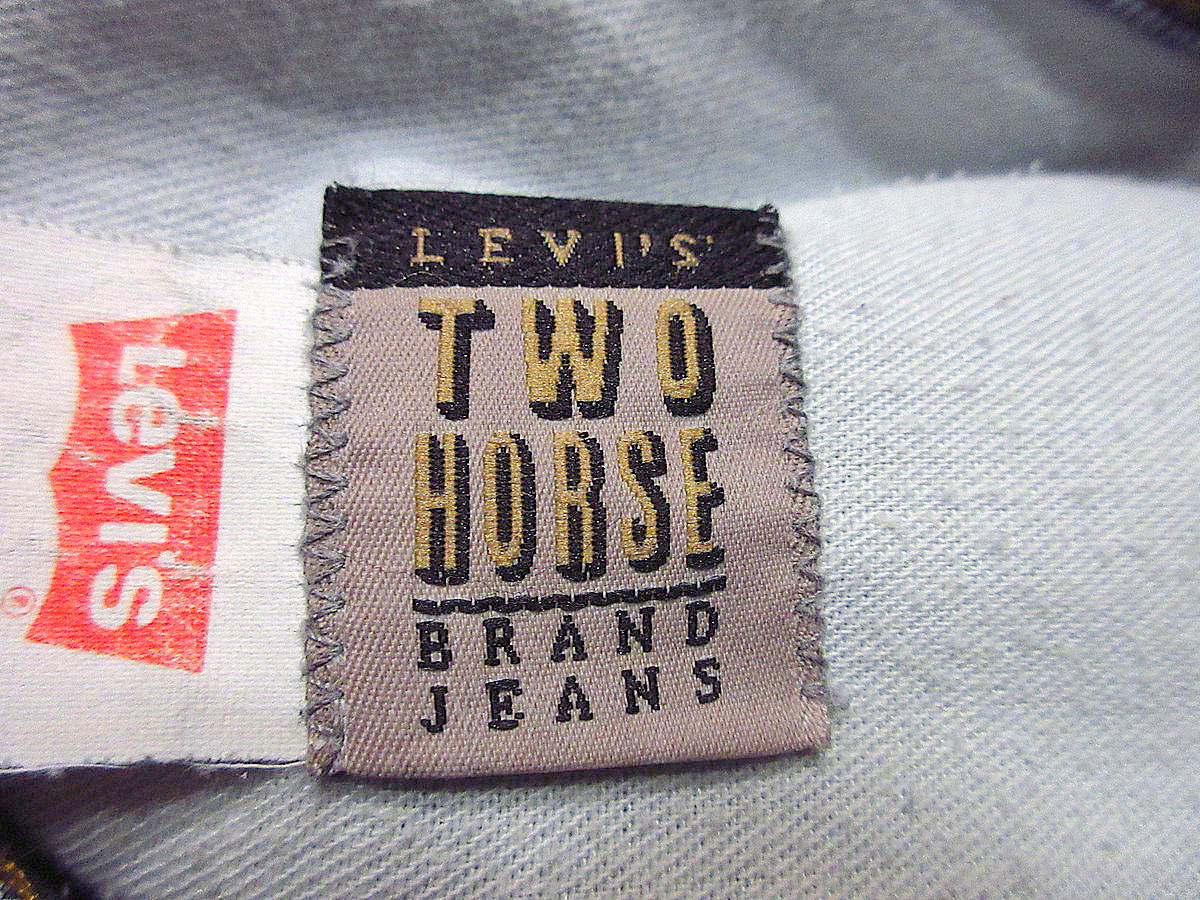 LEVI'S
TWO
HORSE
BRAND
JEANS
Levi's
®